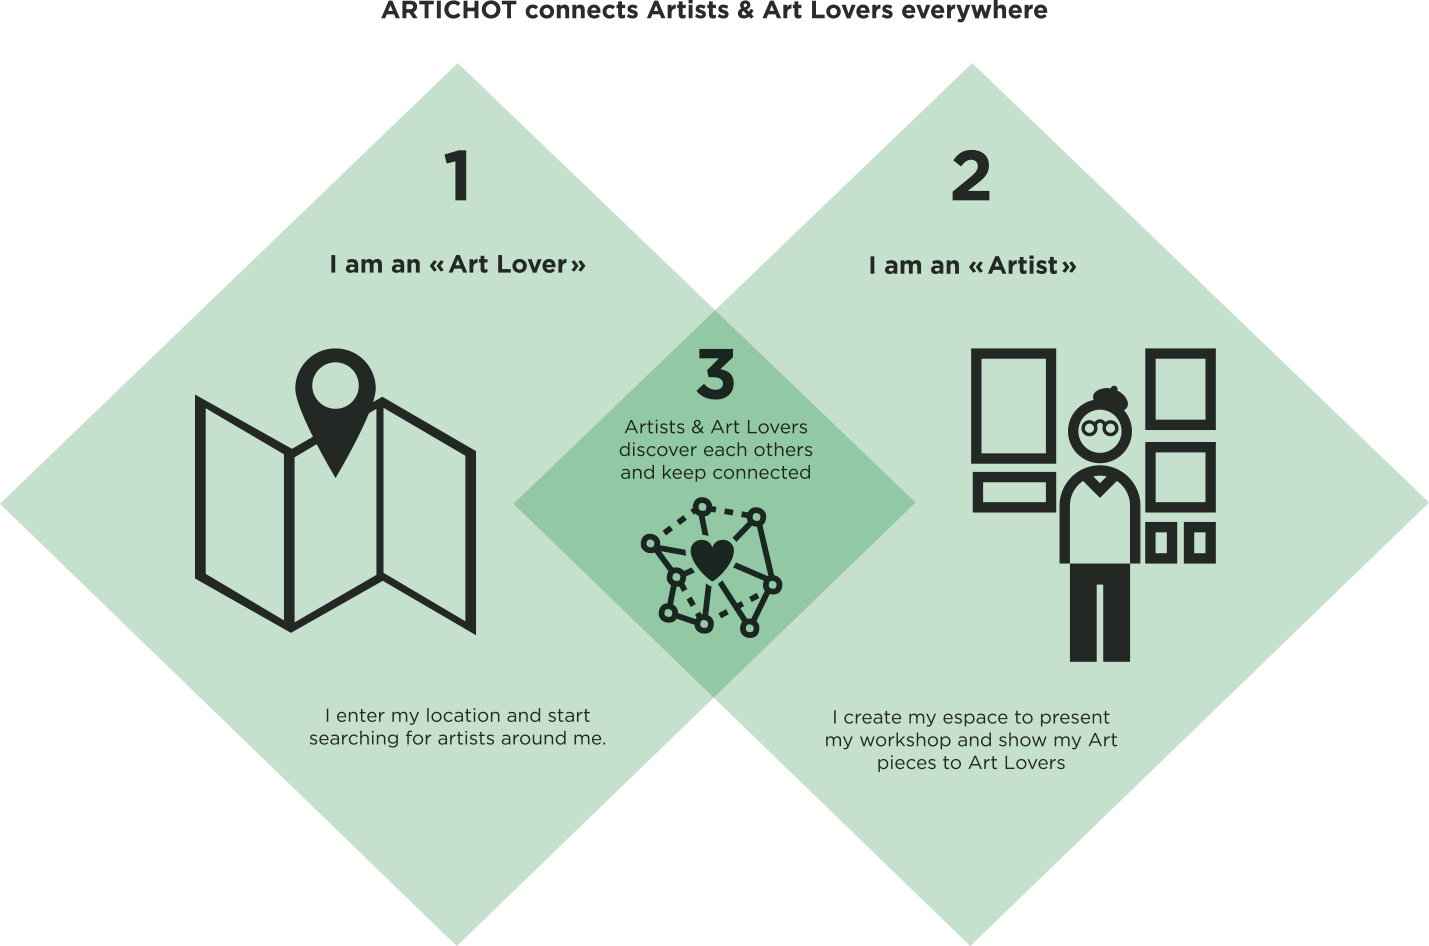 ARTICHOT connects Artists & Art Lovers everywhere
1
I am an « Art Lover »
I enter my location and start
searching for artists around me.
2
I am an « Artist »
I create my espace to present
my workshop and show my Art
pieces to Art Lovers
3
Artists & Art Lovers
discover each others
and keep connected